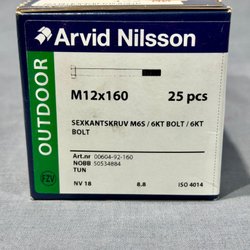 Arvid Nilsson
OUTDOOR
M12x160 25 pcs
SEXKANTSKRUV M6S / 6KT BOLT / 6KT
BOLT
Art.nr 00604-92-160
NOBB 50534884
TUN
FZV
NV 18 8.8 ISO 4014